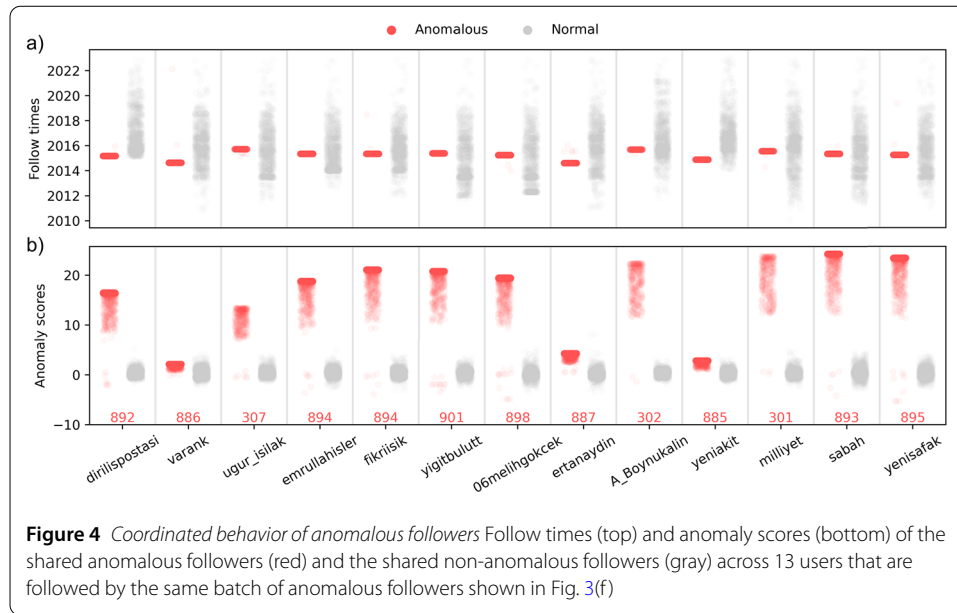 Anomalous Normal
a)
2022
2020
2018
2016
2014
2012
2010
Follow times
b)
20
10
0
−10
Anomaly scores
892 886 307 894 894 901 898 887 302 885 301 893 895
dirilispostasi varank ugur_isilak emrullahisler fikriisik yigitbulutt 06melihgokcek ertanaydin A_Boynukalin yeniakit milliyet sabah yenisafak
Figure 4 Coordinated behavior of anomalous followers Follow times (top) and anomaly scores (bottom) of the
shared anomalous followers (red) and the shared non-anomalous followers (gray) across 13 users that are
followed by the same batch of anomalous followers shown in Fig. 3(f)